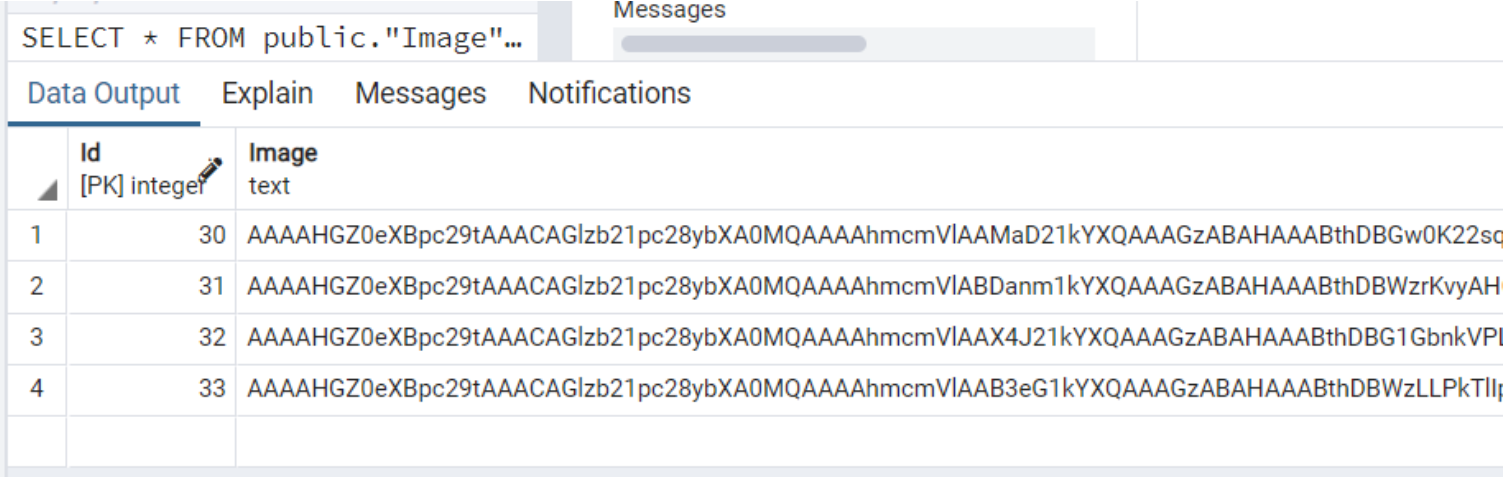 Messages
SELECT * FROM public."Image"…
Data Output Explain Messages Notifications
Id Image
[PK] integer text
1 30 AAAAHGZ0eXBpc29tAAACAGlzb21pc28ybXA0MQAAAAhmcmVlAAMaD21kYXQAAAGzABAHAAABthDBGw0K22sq
2 31 AAAAHGZ0eXBpc29tAAACAGlzb21pc28ybXA0MQAAAAhmcmVlABDanm1kYXQAAAGzABAHAAABthDBWzrKvyAH
3 32 AAAAHGZ0eXBpc29tAAACAGlzb21pc28ybXA0MQAAAAhmcmVlAAX4J21kYXQAAAGzABAHAAABthDBG1GbnkVPL
4 33 AAAAHGZ0eXBpc29tAAACAGlzb21pc28ybXA0MQAAAAhmcmVlAAB3eG1kYXQAAAGzABAHAAABthDBWzLLPkTlIp